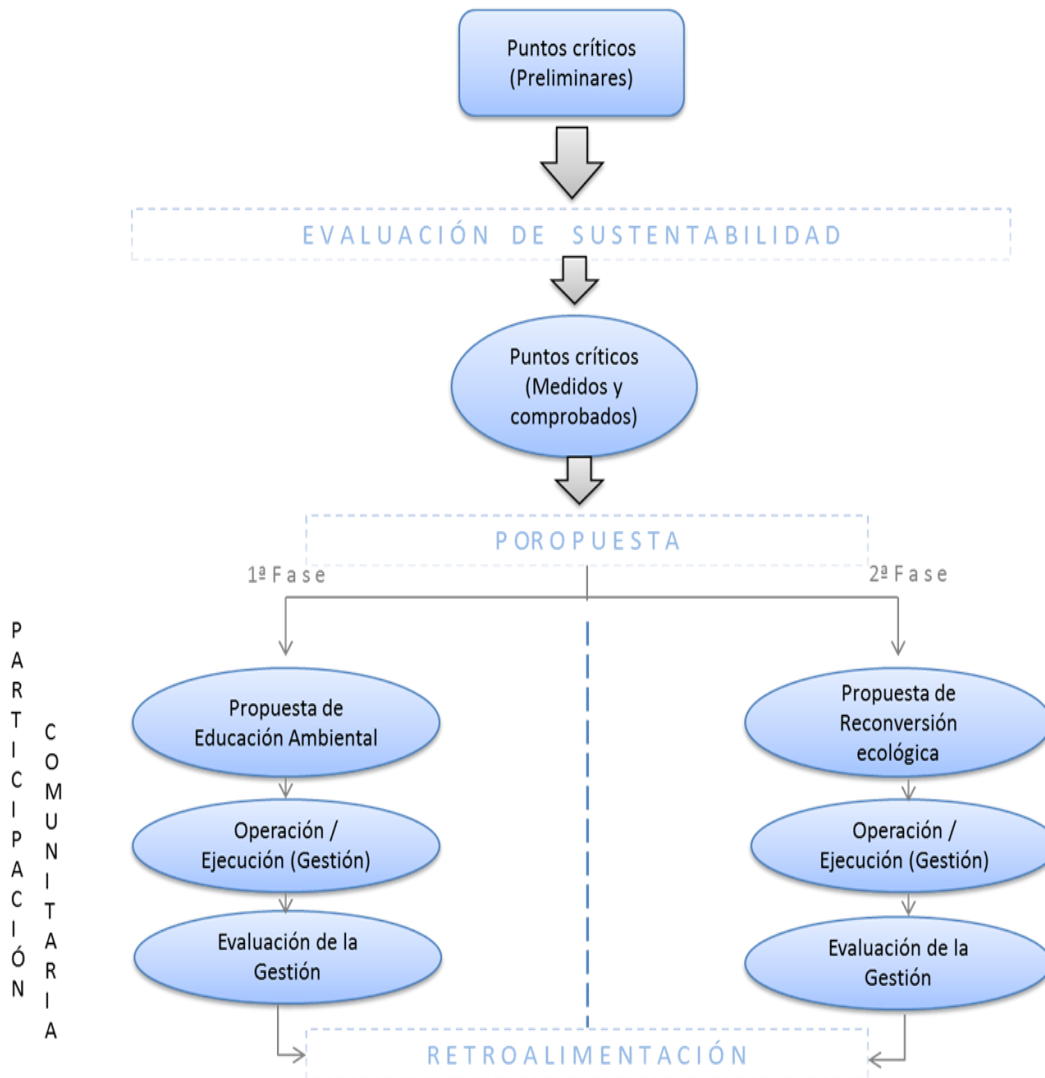 Puntos críticos
(Preliminares)
EVALUACIÓN DE SUSTENTABILIDAD
Puntos críticos
(Medidos y
comprobados)
POROPUESTA
1ª Fase
2ª Fase
PARTICIPACIÓN
COMUNITARIA
Propuesta de
Educación Ambiental
Propuesta de
Reconversión
ecológica
Operación /
Ejecución (Gestión)
Operación /
Ejecución (Gestión)
Evaluación de la
Gestión
Evaluación de la
Gestión
RETROALIMENTACIÓN